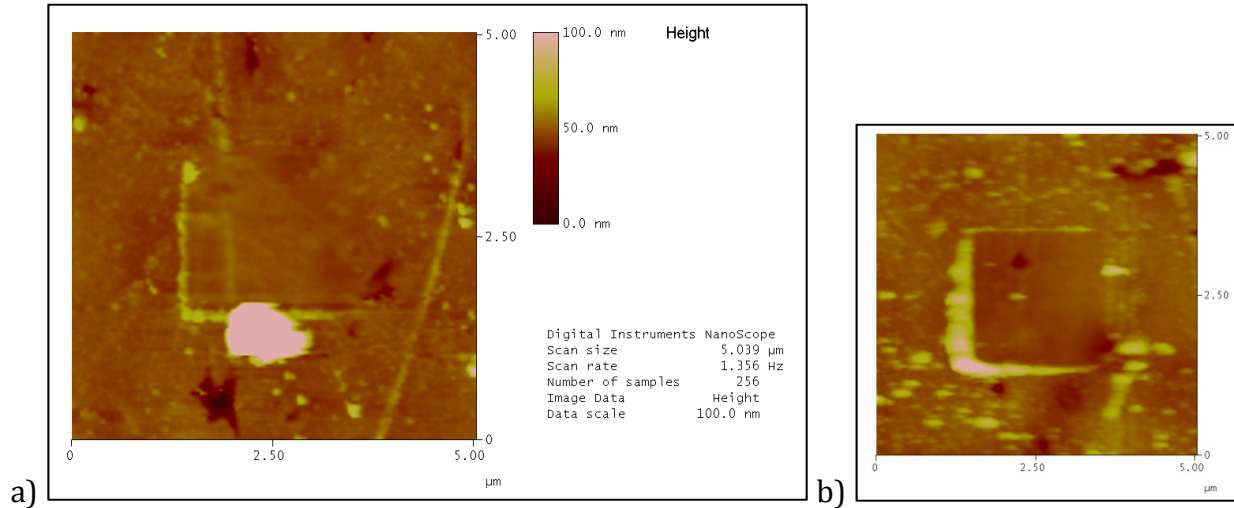 5.00
2.50
0
0
2.50
5.00
µm
100.0 nm
50.0 nm
0.0 nm
Height
Digital Instruments NanoScope
Scan size 5.039 µm
Scan rate 1.356 Hz
Number of samples 256
Image Data Height
Data scale 100.0 nm
a)
5.00
2.50
0
0
2.50
5.00
µm
b)